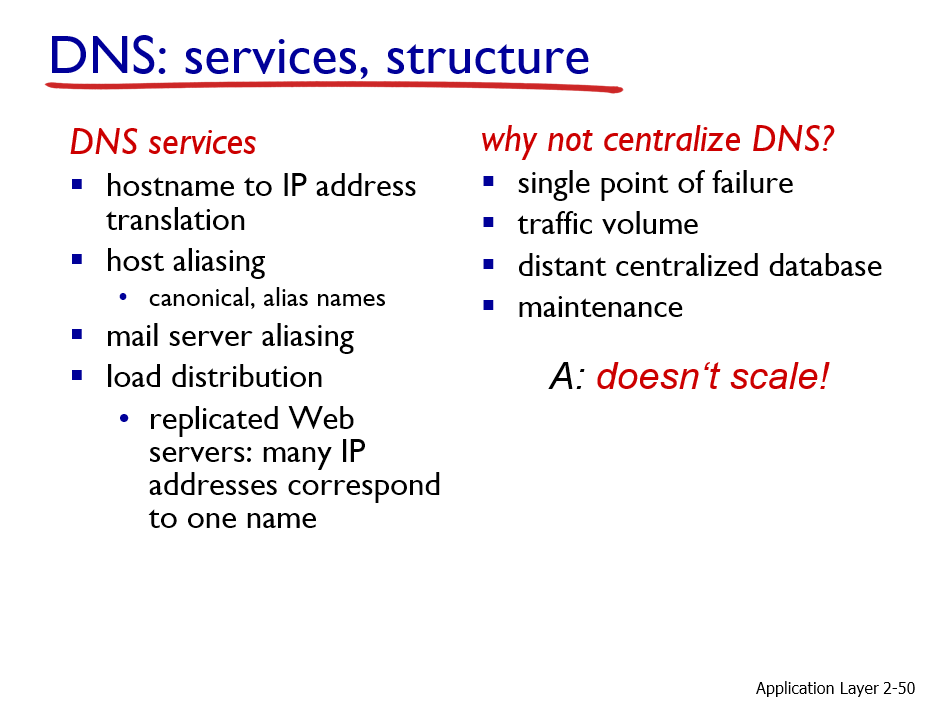 DNS: services, structure
DNS services
▪ hostname to IP address
translation
▪ host aliasing
• canonical, alias names
▪ mail server aliasing
▪ load distribution
• replicated Web
servers: many IP
addresses correspond
to one name
why not centralize DNS?
▪ single point of failure
▪ traffic volume
▪ distant centralized database
▪ maintenance
A: doesn‘t scale!
Application Layer 2-50